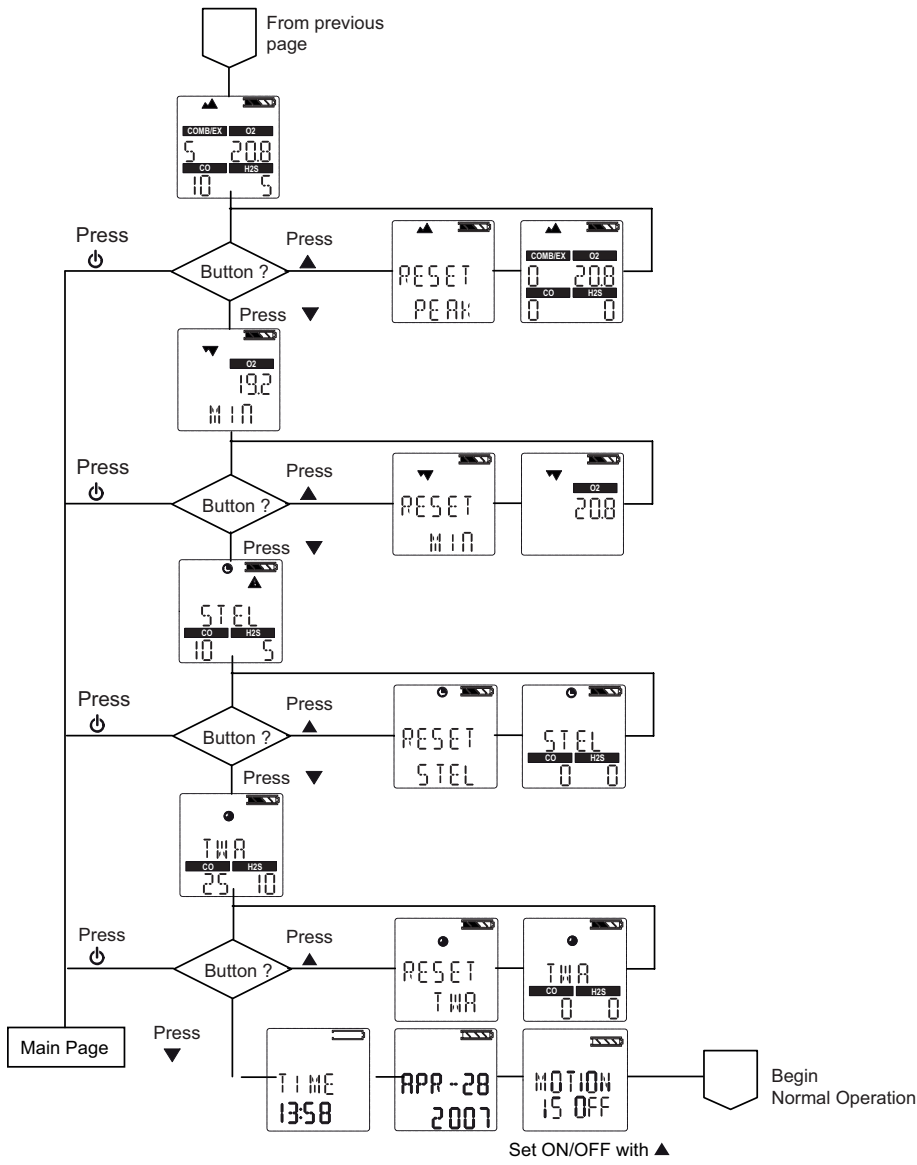 From previous
page
COMB/EX O2
5 20.8
CO H2S
10 5
Press
Button ?
Press
RESET
PEAK
COMB/EX O2
0 20.8
CO H2S
0 0
Press
O2
19.2
MIN
Press
Button ?
Press
RESET
MIN
O2
20.8
Press
STEL
CO H2S
10 5
Press
Button ?
Press
RESET
STEL
STEL
CO H2S
0 0
Press
TWA
CO H2S
25 10
Press
Button ?
Press
RESET
TWA
TWA
CO H2S
0 0
Press
Main Page
TIME
13:58
APR-28
2007
MOTION
IS OFF
Begin
Normal Operation
Set ON/OFF with ▲